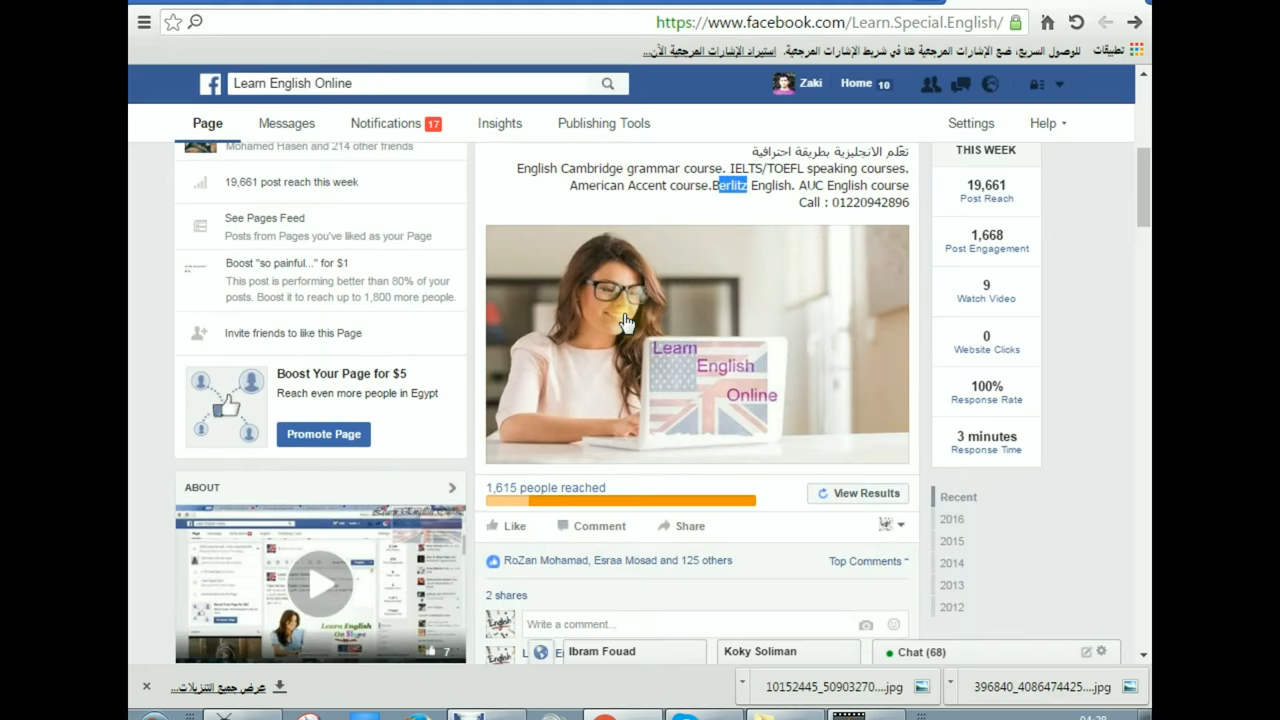 https://www.facebook.com/Learn.Special.English/
تطبيقات
للوصول السريع، ضع الإشارات المرجعية هنا في شريط الإشارات المرجعية. استيراد الإشارات المرجعية الآن...
Learn English Online
Zaki
Home 10
Page
Messages
Notifications 17
Insights
Publishing Tools
Settings
Help
Mohamed Hasen and 214 other friends
19,661 post reach this week
See Pages Feed
Posts from Pages you've liked as your Page
Boost "so painful..." for $1
This post is performing better than 80% of your
posts. Boost it to reach up to 1,800 more people.
Invite friends to like this Page
Boost Your Page for $5
Reach even more people in Egypt
Promote Page
ABOUT
Learn English
On Skype
7
تعّلم الانجليزية بطريقة احترافية
English Cambridge grammar course. IELTS/TOEFL speaking courses.
American Accent course.Berlitz English. AUC English course
Call : 01220942896
Learn
English
Online
1,615 people reached
View Results
Like
Comment
Share
RoZan Mohamad, Esraa Mosad and 125 others
Top Comments
2 shares
Write a comment...
Ibram Fouad
Koky Soliman
Chat (68)
THIS WEEK
19,661
Post Reach
1,668
Post Engagement
9
Watch Video
0
Website Clicks
100%
Response Rate
3 minutes
Response Time
Recent
2016
2015
2014
2013
2012
عرض جميع التنزيلات...
10152445_50903270....jpg
396840_4086474425....jpg